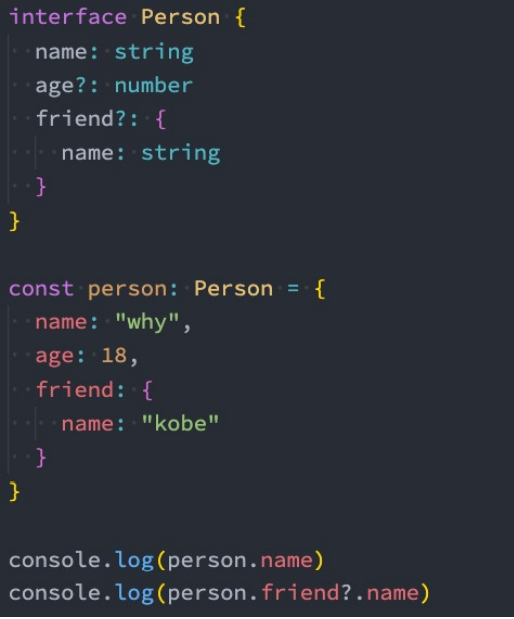 interface Person {
  name: string
  age?: number
  friend?: {
    name: string
  }
}

const person: Person = {
  name: "why",
  age: 18,
  friend: {
    name: "kobe"
  }
}

console.log(person.name)
console.log(person.friend?.name)